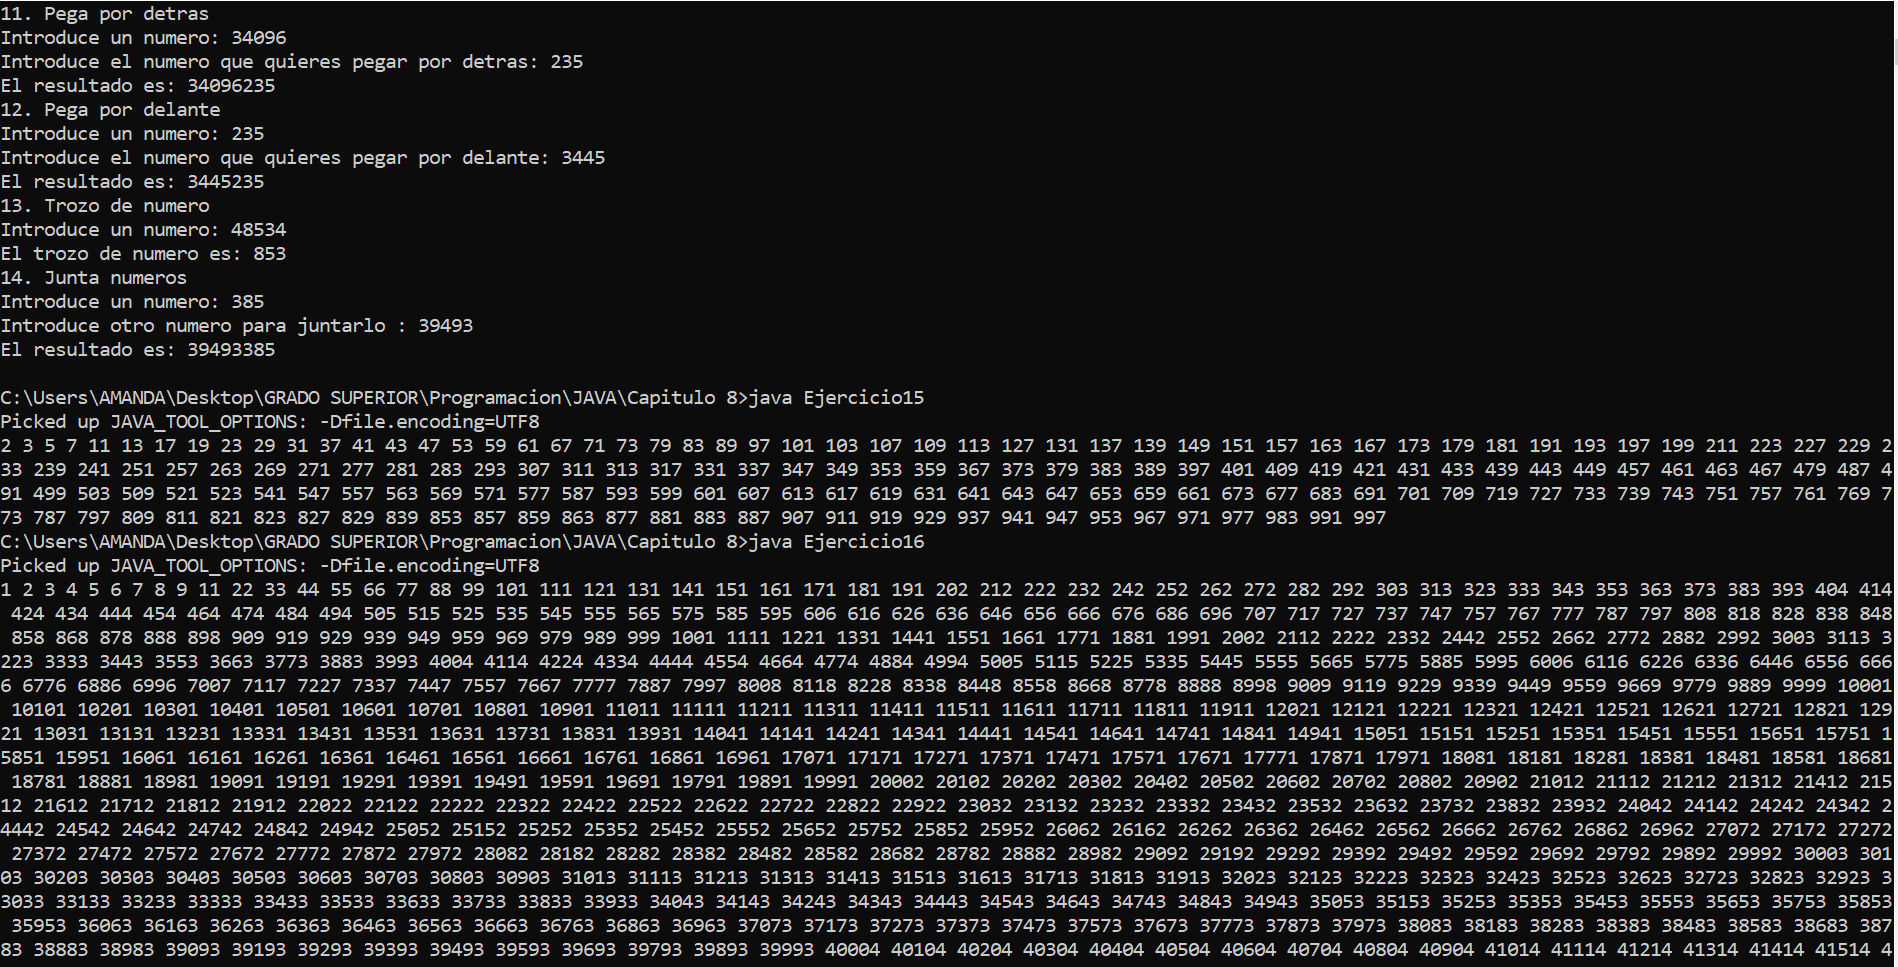 11. Pega por detras
Introduce un numero: 34096
Introduce el numero que quieres pegar por detras: 235
El resultado es: 34096235
12. Pega por delante
Introduce un numero: 235
Introduce el numero que quieres pegar por delante: 3445
El resultado es: 3445235
13. Trozo de numero
Introduce un numero: 48534
El trozo de numero es: 853
14. Junta numeros
Introduce un numero: 385
Introduce otro numero para juntarlo : 39493
El resultado es: 39493385
C:\Users\AMANDA\Desktop\GRADO SUPERIOR\Programacion\JAVA\Capitulo 8>java Ejercicio15
Picked up JAVA_TOOL_OPTIONS: -Dfile.encoding=UTF8
2 3 5 7 11 13 17 19 23 29 31 37 41 43 47 53 59 61 67 71 73 79 83 89 97 101 103 107 109 113 127 131 137 139 149 151 157 163 167 173 179 181 191 193 197 199 211 223 227 229 2
33 239 241 251 257 263 269 271 277 281 283 293 307 311 313 317 331 337 347 349 353 359 367 373 379 383 389 397 401 409 419 421 431 433 439 443 449 457 461 463 467 479 487 4
91 499 503 509 521 523 541 547 557 563 569 571 577 587 593 599 601 607 613 617 619 631 641 643 647 653 659 661 673 677 683 691 701 709 719 727 733 739 743 751 757 761 769 7
73 787 797 809 811 821 823 827 829 839 853 857 859 863 877 881 883 887 907 911 919 929 937 941 947 953 967 971 977 983 991 997
C:\Users\AMANDA\Desktop\GRADO SUPERIOR\Programacion\JAVA\Capitulo 8>java Ejercicio16
Picked up JAVA_TOOL_OPTIONS: -Dfile.encoding=UTF8
1 2 3 4 5 6 7 8 9 11 22 33 44 55 66 77 88 99 101 111 121 131 141 151 161 171 181 191 202 212 222 232 242 252 262 272 282 292 303 313 323 333 343 353 363 373 383 393 404 414
424 434 444 454 464 474 484 494 505 515 525 535 545 555 565 575 585 595 606 616 626 636 646 656 666 676 686 696 707 717 727 737 747 757 767 777 787 797 808 818 828 838 848
858 868 878 888 898 909 919 929 939 949 959 969 979 989 999 1001 1111 1221 1331 1441 1551 1661 1771 1881 1991 2002 2112 2222 2332 2442 2552 2662 2772 2882 2992 3003 3113 3
223 3333 3443 3553 3663 3773 3883 3993 4004 4114 4224 4334 4444 4554 4664 4774 4884 4994 5005 5115 5225 5335 5445 5555 5665 5775 5885 5995 6006 6116 6226 6336 6446 6556 666
6 6776 6886 6996 7007 7117 7227 7337 7447 7557 7667 7777 7887 7997 8008 8118 8228 8338 8448 8558 8668 8778 8888 8998 9009 9119 9229 9339 9449 9559 9669 9779 9889 9999 10001
10101 10201 10301 10401 10501 10601 10701 10801 10901 11011 11111 11211 11311 11411 11511 11611 11711 11811 11911 12021 12121 12221 12321 12421 12521 12621 12721 12821 129
21 13031 13131 13231 13331 13431 13531 13631 13731 13831 13931 14041 14141 14241 14341 14441 14541 14641 14741 14841 14941 15051 15151 15251 15351 15451 15551 15651 15751 1
5851 15951 16061 16161 16261 16361 16461 16561 16661 16761 16861 16961 17071 17171 17271 17371 17471 17571 17671 17771 17871 17971 18081 18181 18281 18381 18481 18581 18681
18781 18881 18981 19091 19191 19291 19391 19491 19591 19691 19791 19891 19991 20002 20102 20202 20302 20402 20502 20602 20702 20802 20902 21012 21112 21212 21312 21412 215
12 21612 21712 21812 21912 22022 22122 22222 22322 22422 22522 22622 22722 22822 22922 23032 23132 23232 23332 23432 23532 23632 23732 23832 23932 24042 24142 24242 24342 2
4442 24542 24642 24742 24842 24942 25052 25152 25252 25352 25452 25552 25652 25752 25852 25952 26062 26162 26262 26362 26462 26562 26662 26762 26862 26962 27072 27172 27272
27372 27472 27572 27672 27772 27872 27972 28082 28182 28282 28382 28482 28582 28682 28782 28882 28982 29092 29192 29292 29392 29492 29592 29692 29792 29892 29992 30003 301
03 30203 30303 30403 30503 30603 30703 30803 30903 31013 31113 31213 31313 31413 31513 31613 31713 31813 31913 32023 32123 32223 32323 32423 32523 32623 32723 32823 32923 3
3033 33133 33233 33333 33433 33533 33633 33733 33833 33933 34043 34143 34243 34343 34443 34543 34643 34743 34843 34943 35053 35153 35253 35353 35453 35553 35653 35753 35853
35953 36063 36163 36263 36363 36463 36563 36663 36763 36863 36963 37073 37173 37273 37373 37473 37573 37673 37773 37873 37973 38083 38183 38283 38383 38483 38583 38683 387
83 38883 38983 39093 39193 39293 39393 39493 39593 39693 39793 39893 39993 40004 40104 40204 40304 40404 40504 40604 40704 40804 40904 41014 41114 41214 41314 41414 41514 4